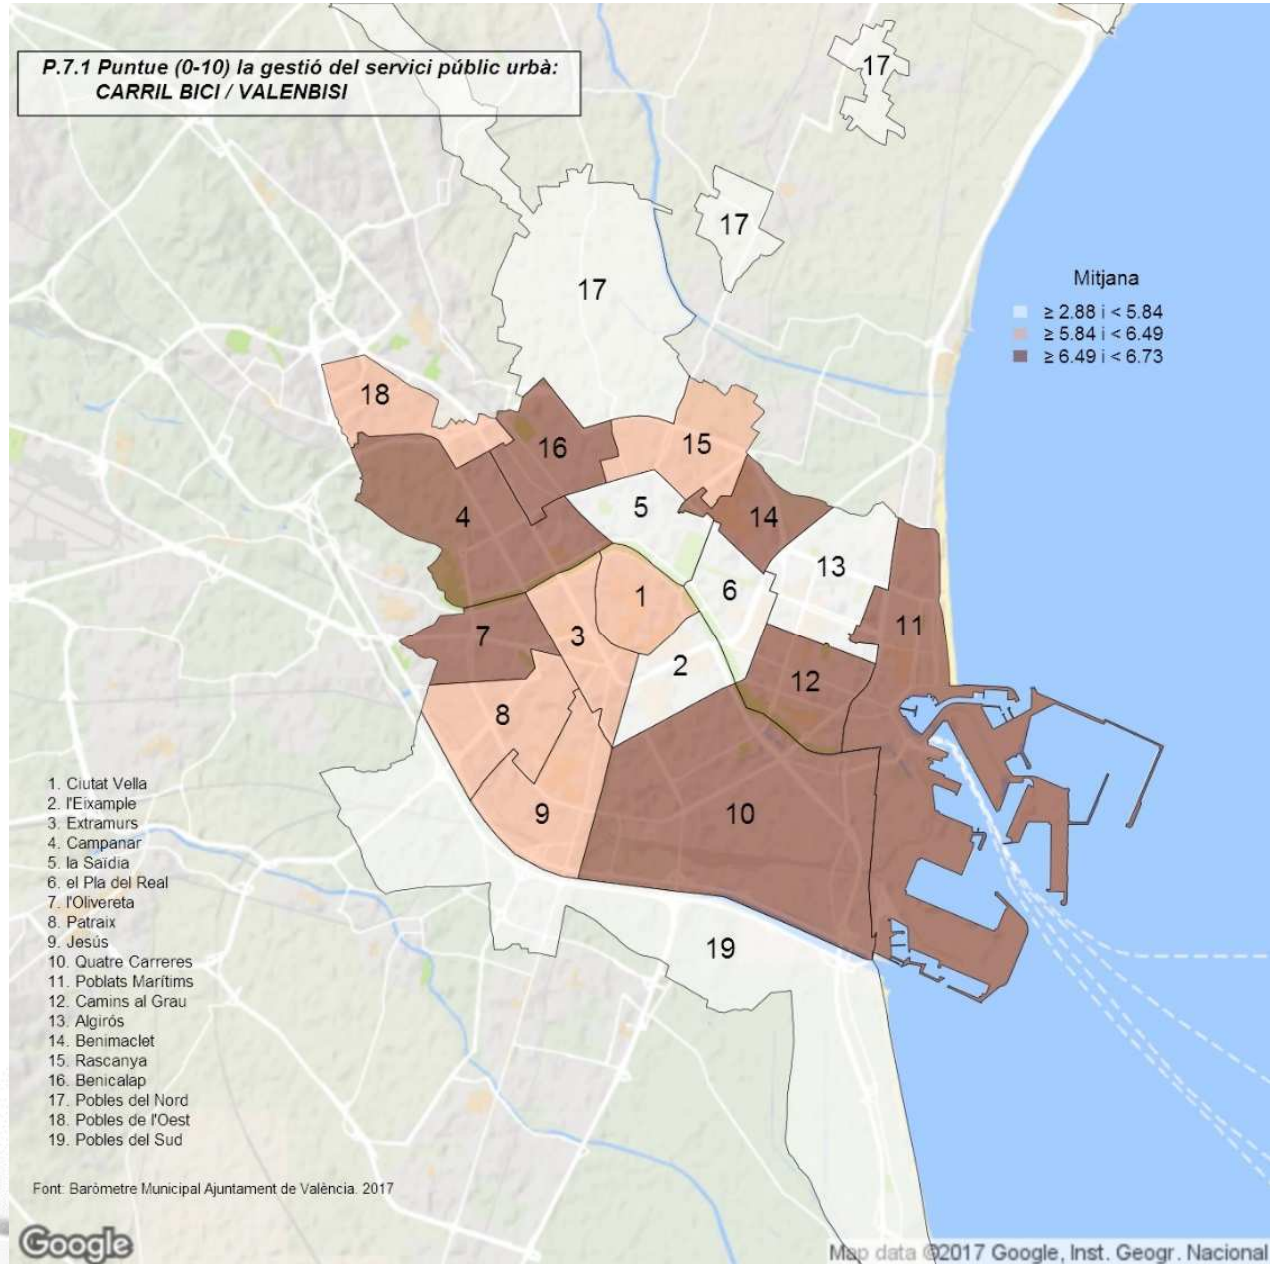 P.7.1 Puntue (0-10) la gestió del servici públic urbà:
CARRIL BICI / VALENBISI
17
17
17
Mitjana
≥ 2.88 i < 5.84
≥ 5.84 i < 6.49
≥ 6.49 i < 6.73
18
16
15
5
4
14
13
6
1
11
7
3
2
12
8
9
10
19
1. Ciutat Vella
2. l'Eixample
3. Extramurs
4. Campanar
5. la Saïdia
6. el Pla del Real
7. l'Olivereta
8. Patraix
9. Jesús
10. Quatre Carreres
11. Poblats Marítims
12. Camins al Grau
13. Algirós
14. Benimaclet
15. Rascanya
16. Benicalap
17. Pobles del Nord
18. Pobles de l'Oest
19. Pobles del Sud
Font: Baròmetre Municipal Ajuntament de València. 2017
Google
Map data ©2017 Google, Inst. Geogr. Nacional